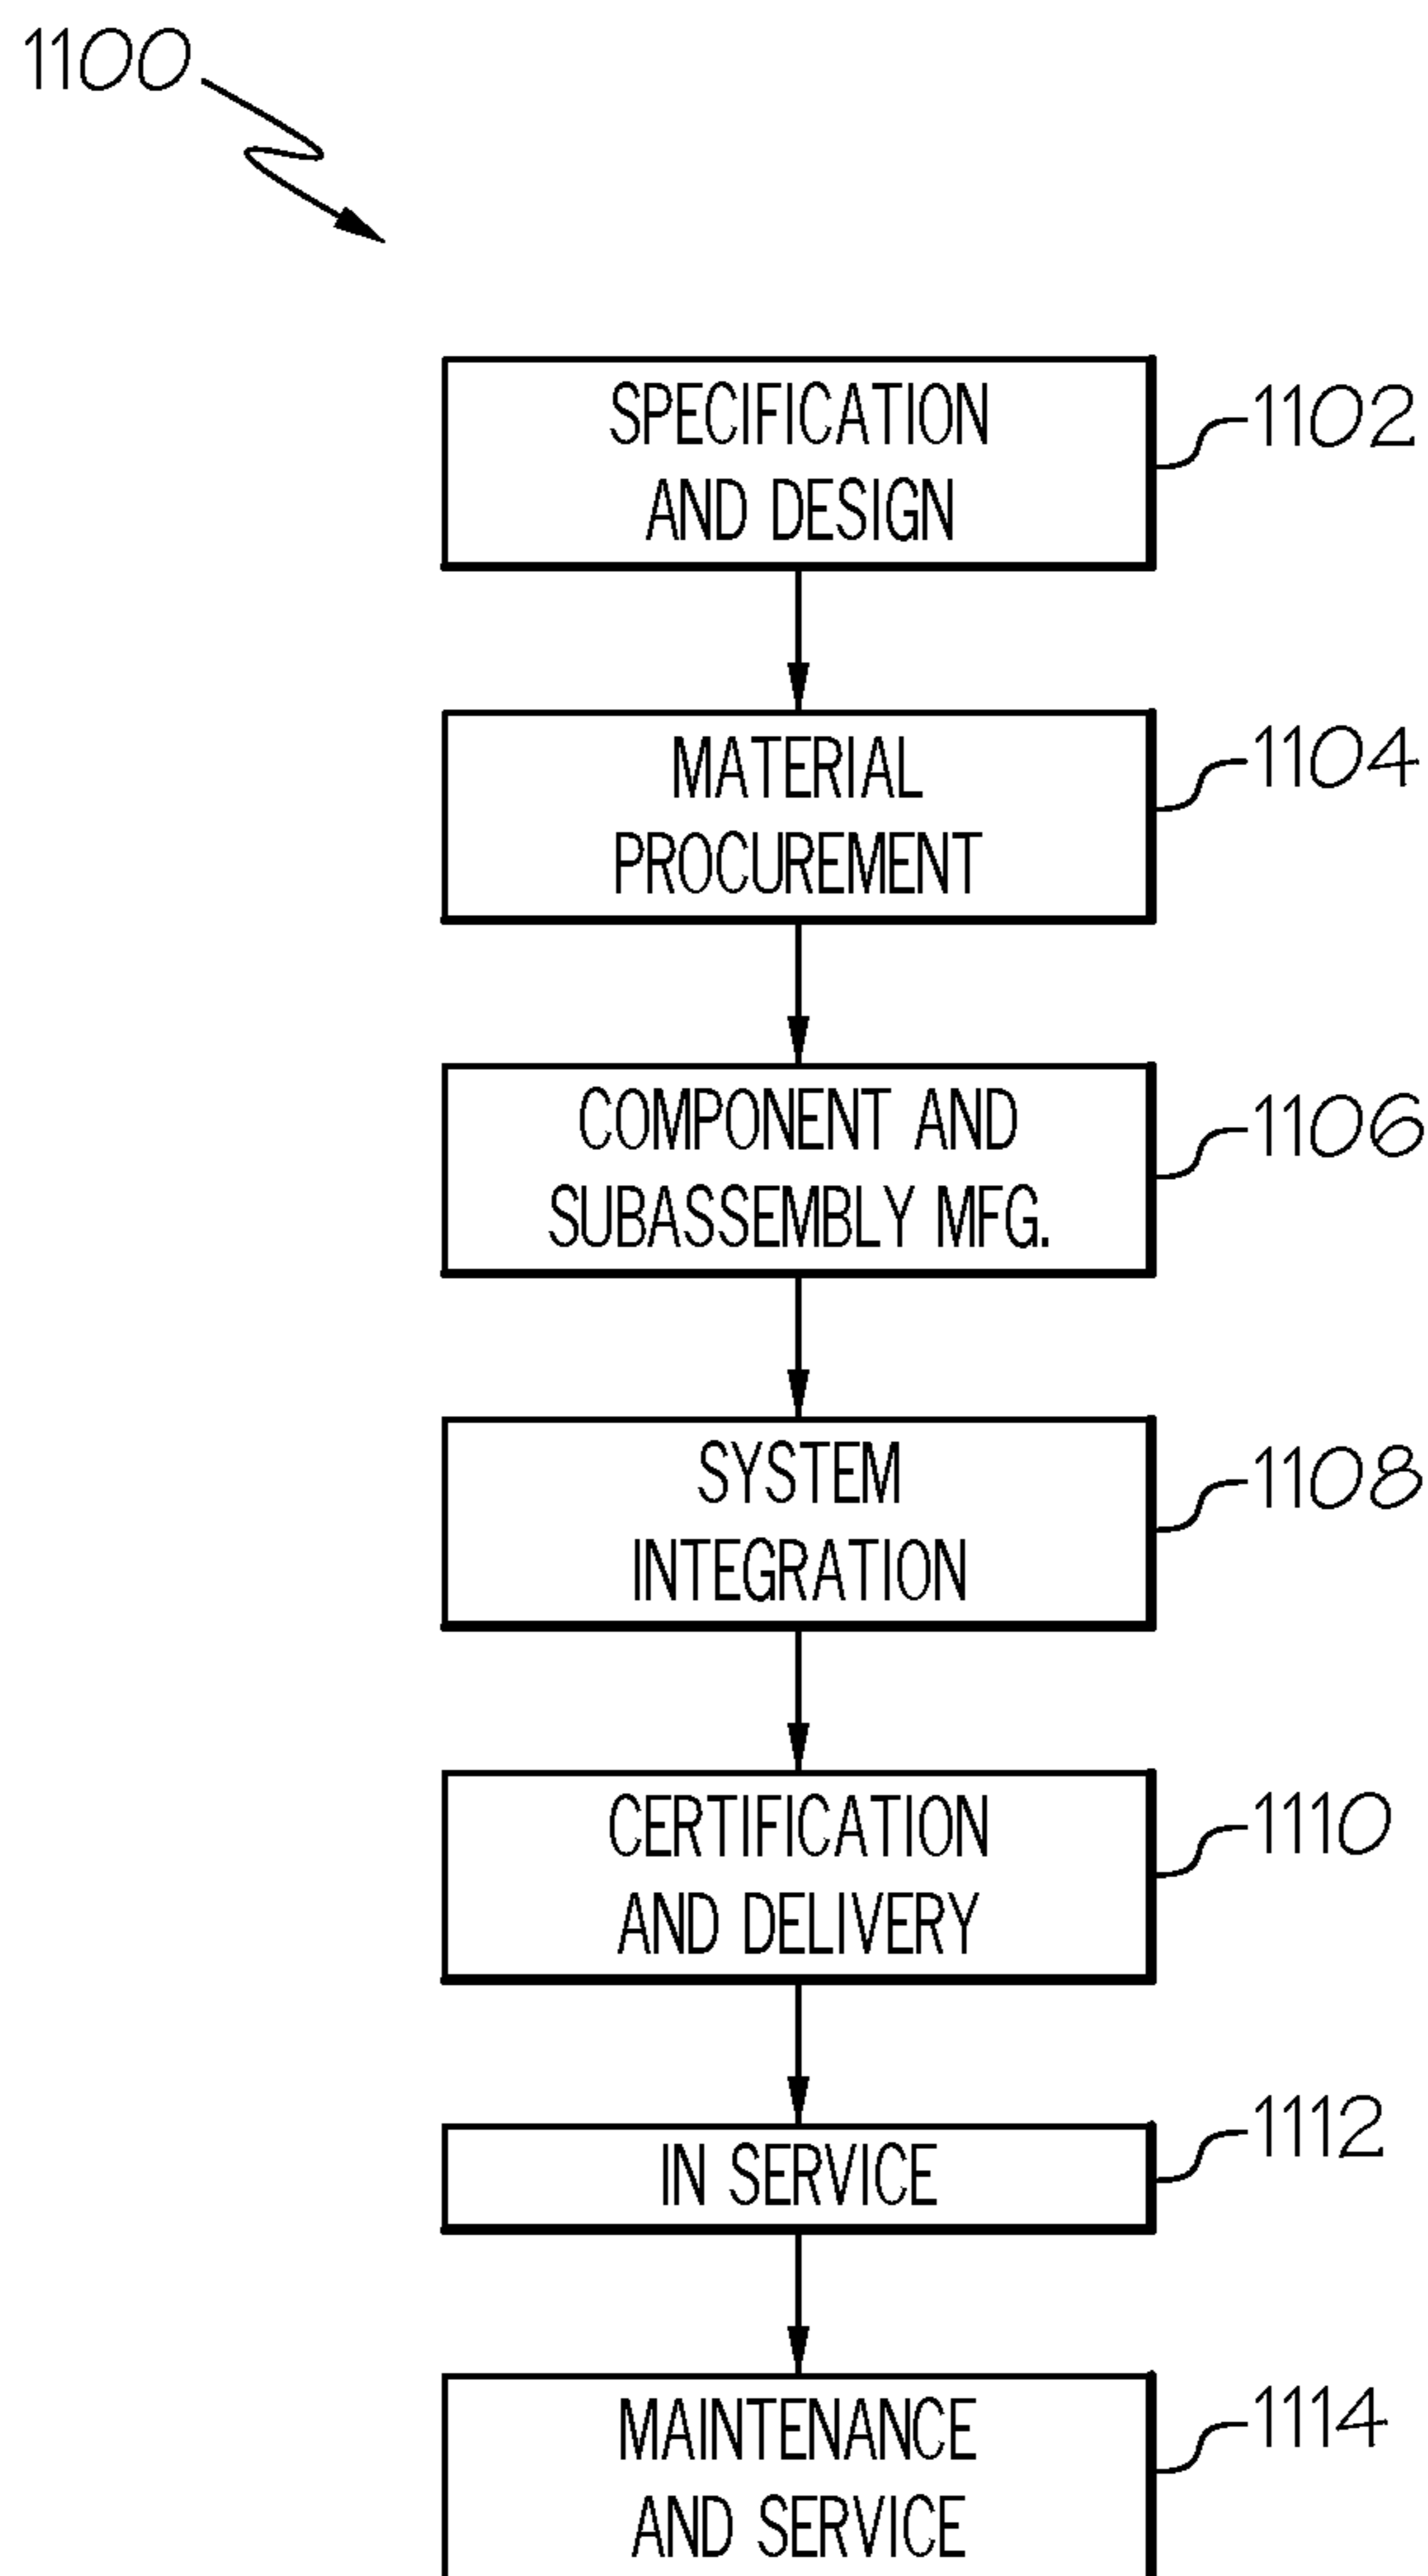 1100
SPECIFICATION
AND DESIGN
1102
MATERIAL
PROCUREMENT
1104
COMPONENT AND
SUBASSEMBLY MFG.
1106
SYSTEM
INTEGRATION
1108
CERTIFICATION
AND DELIVERY
1110
IN SERVICE
1112
MAINTENANCE
AND SERVICE
1114